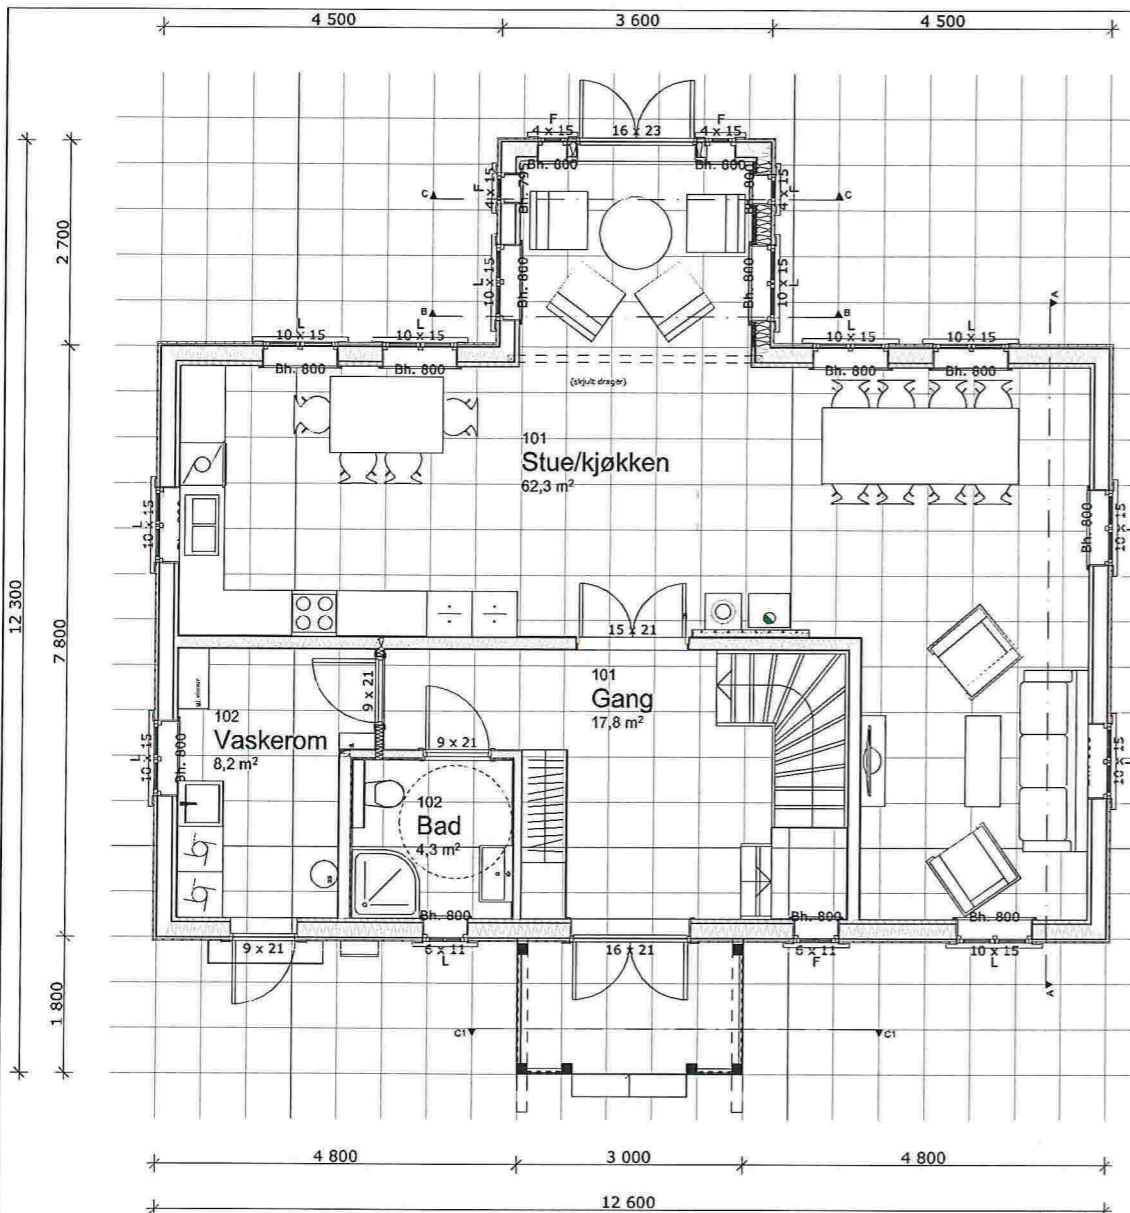 4 500
3 600
4 500
F
F
4 x 15
16 x 23
4 x 15
Bh. 800
Bh. 800
F
4 x 15
Bh. 795
Bh. 800
F
4 x 15
C
C
2 700
L
10 x 15
Bh. 800
Bh. 800
L
10 x 15
A
B
B
L
10 x 15
L
10 x 15
L
10 x 15
L
10 x 15
Bh. 800
Bh. 800
Bh. 800
Bh. 800
(skjult drager)
101
Stue/kjøkken
62,3 m²
L
10 x 15
Bh. 800
10 x 15
L
12 300
7 800
15 x 21
101
Gang
17,8 m²
9 x 21
102
Vaskerom
8,2 m²
9 x 21
L
10 x 15
Bh. 800
10 x 15
L
102
Bad
4,3 m²
Bh. 800
Bh. 800
Bh. 800
9 x 21
6 x 11
L
16 x 21
6 x 11
F
10 x 15
L
A
1 800
C1
C1
4 800
3 000
4 800
12 600